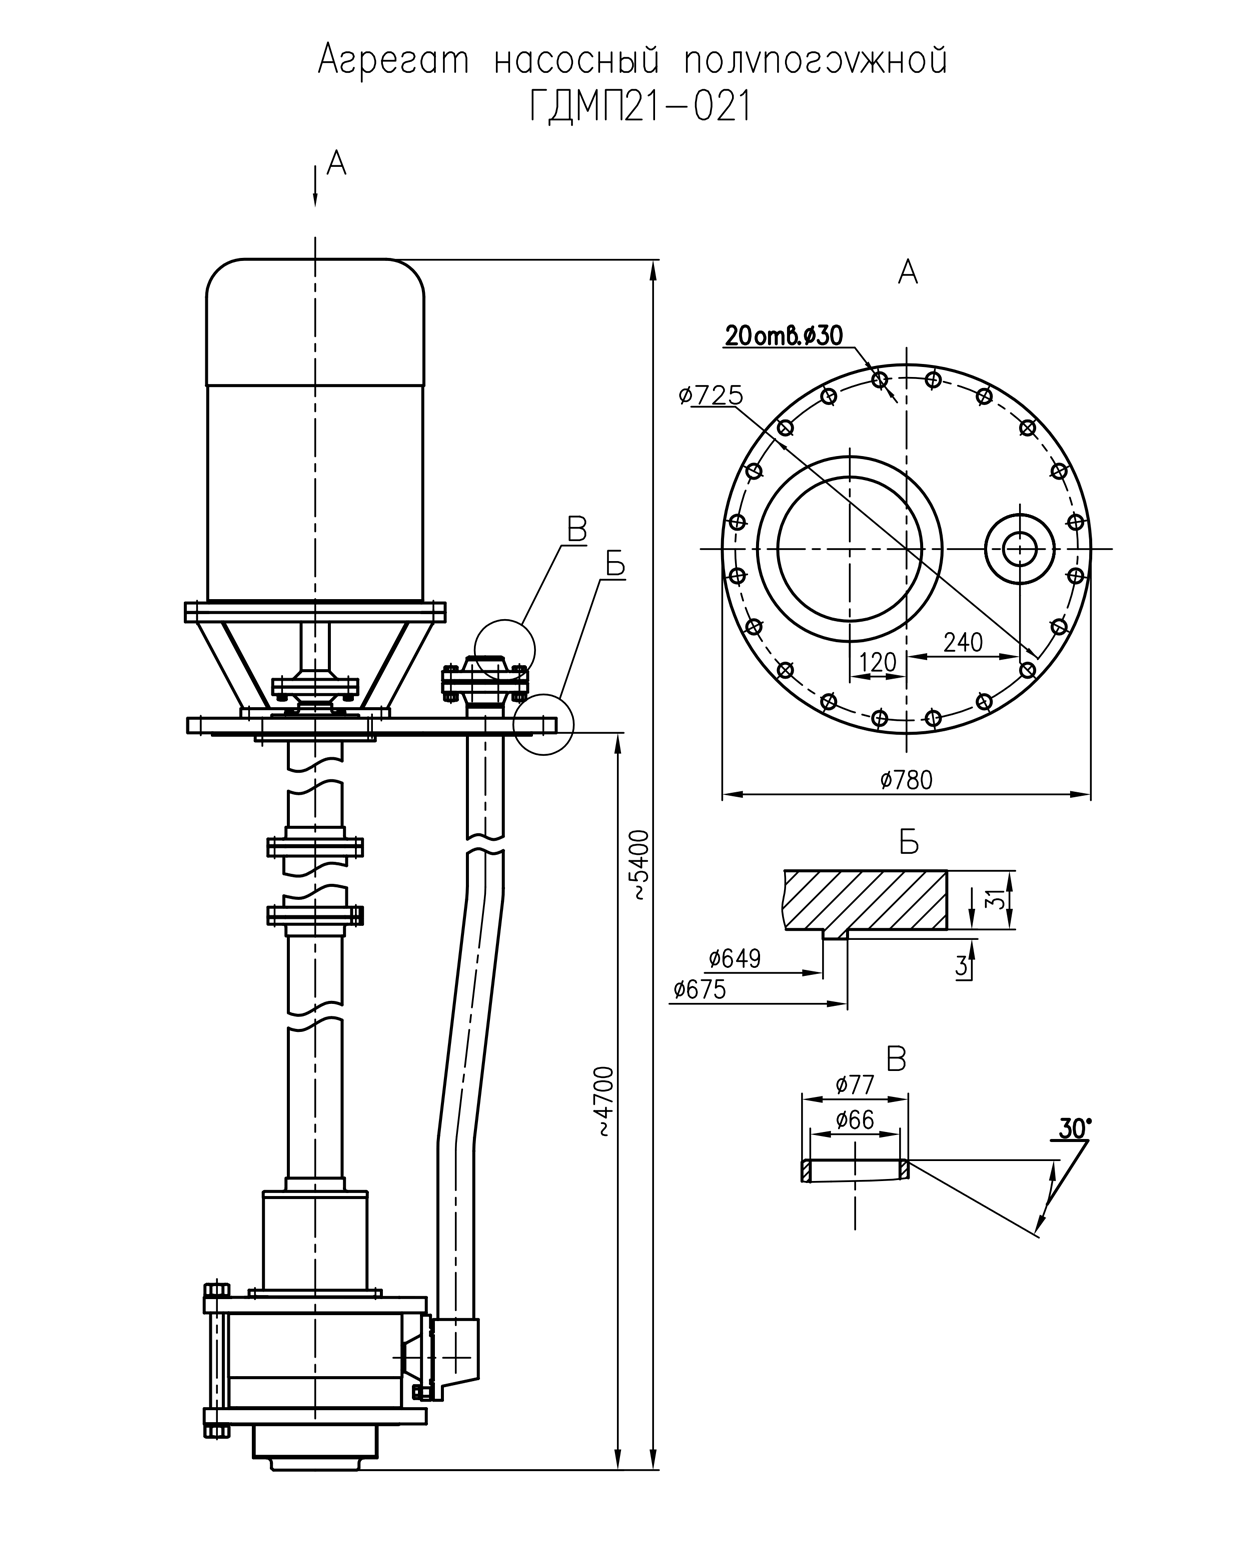 Агрегат насосный полупогружной
ГДМП21-021
А
А
20отв.ø30
ø725
В
Б
240
120
ø780
~5400
Б
31
ø649
3
ø675
В
~4700
ø77
ø66
30°